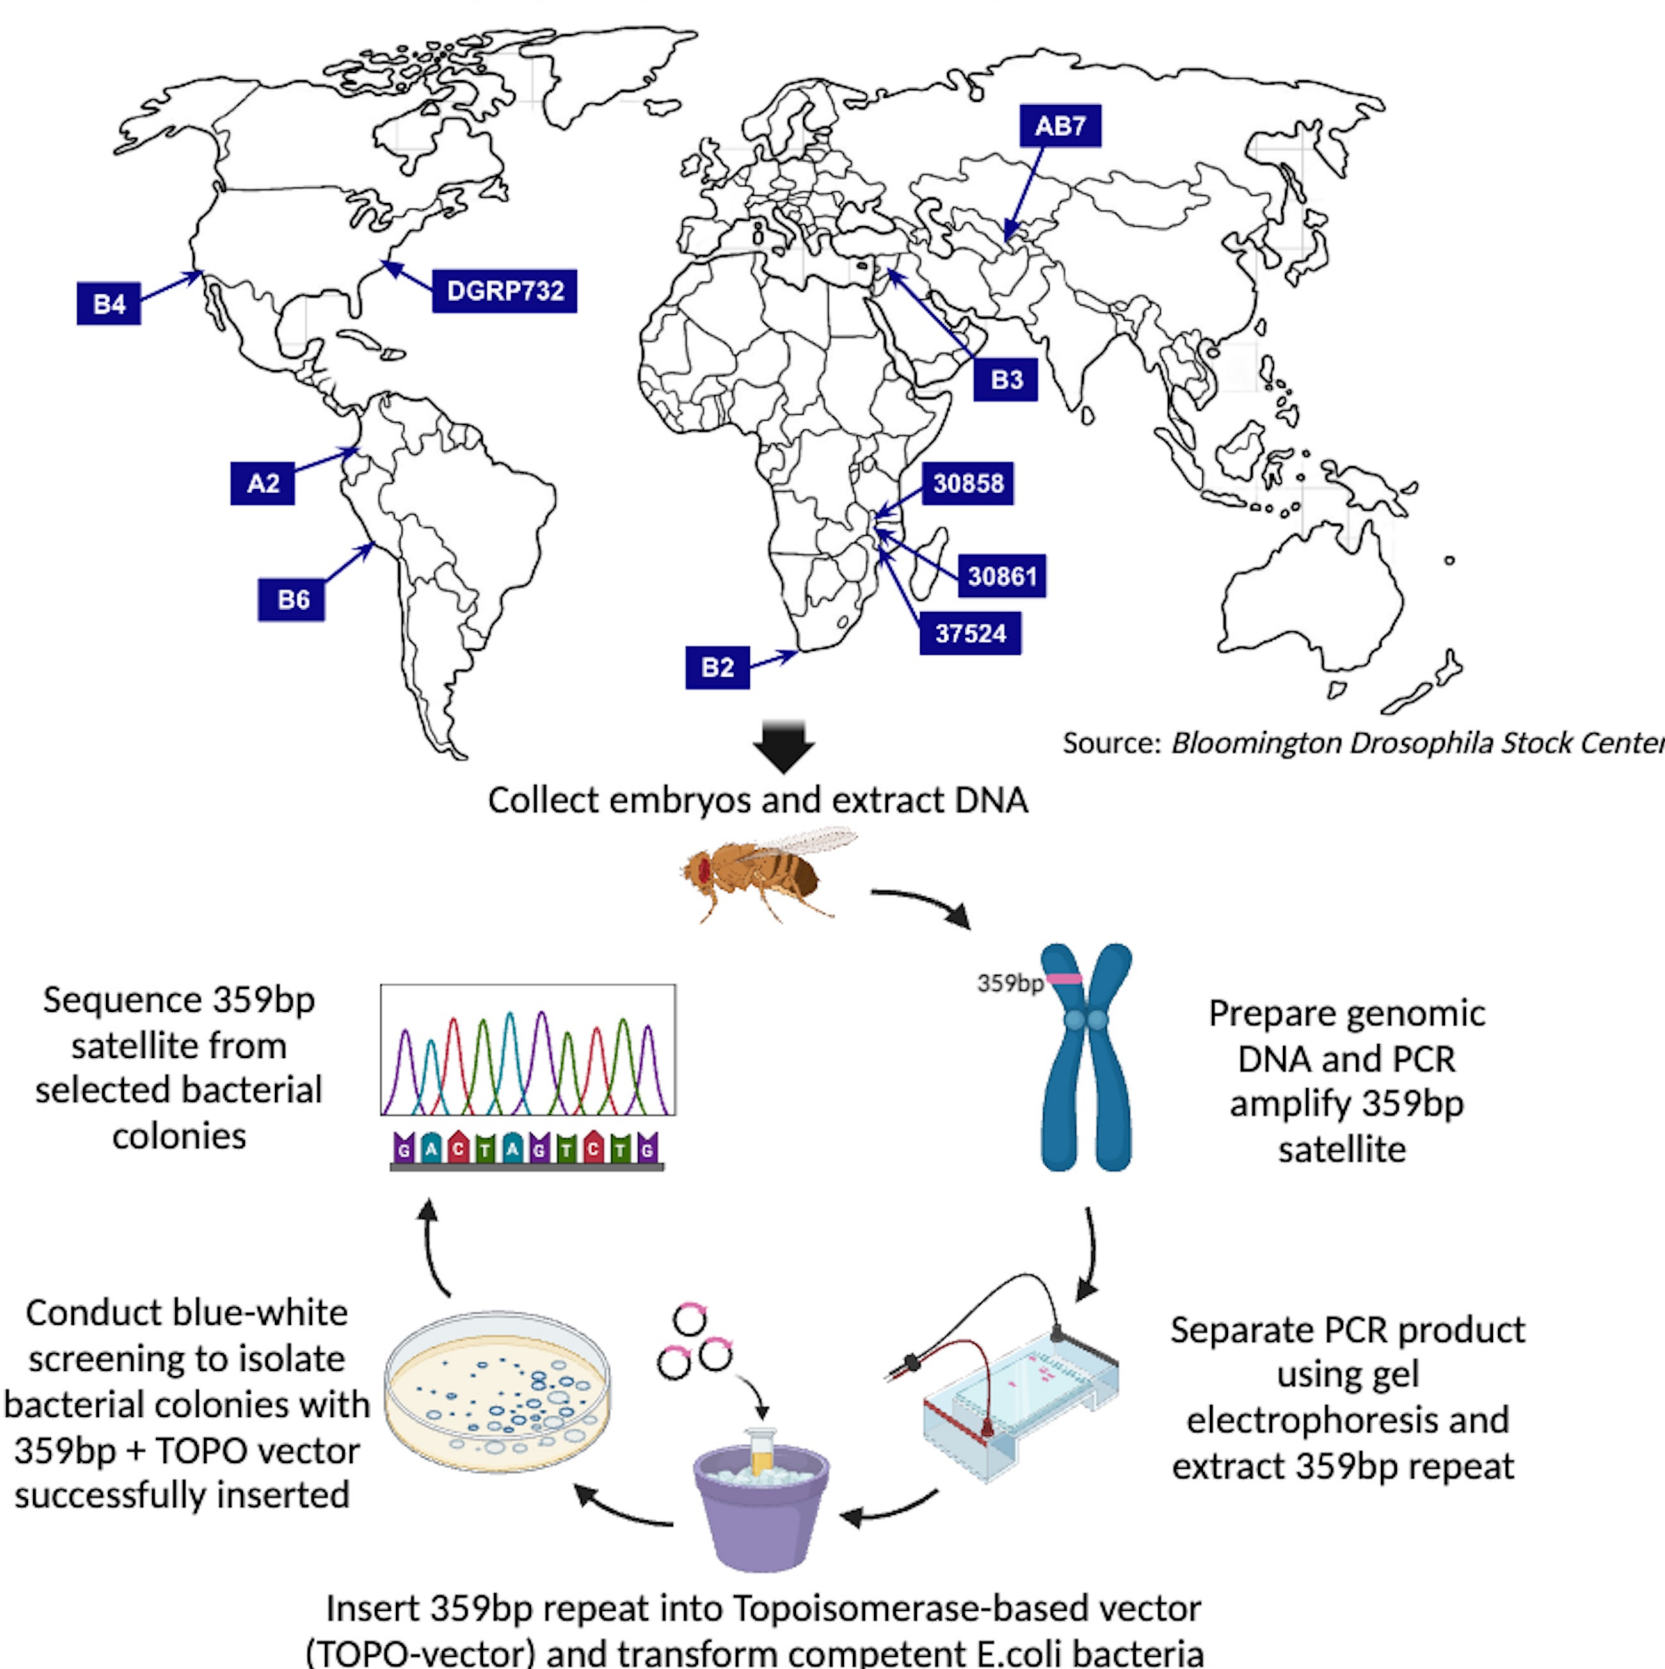 AB7
B4
DGRP732
B3
A2
30858
30861
B6
37524
B2
Source: Bloomington Drosophila Stock Center
Collect embryos and extract DNA
359bp
Prepare genomic
DNA and PCR
amplify 359bp
satellite
Separate PCR product
using gel
electrophoresis and
extract 359bp repeat
Insert 359bp repeat into Topoisomerase-based vector
(TOPO-vector) and transform competent E.coli bacteria
Conduct blue-white
screening to isolate
bacterial colonies with
359bp + TOPO vector
successfully inserted
Sequence 359bp
satellite from
selected bacterial
colonies
G A C T A G T C T G